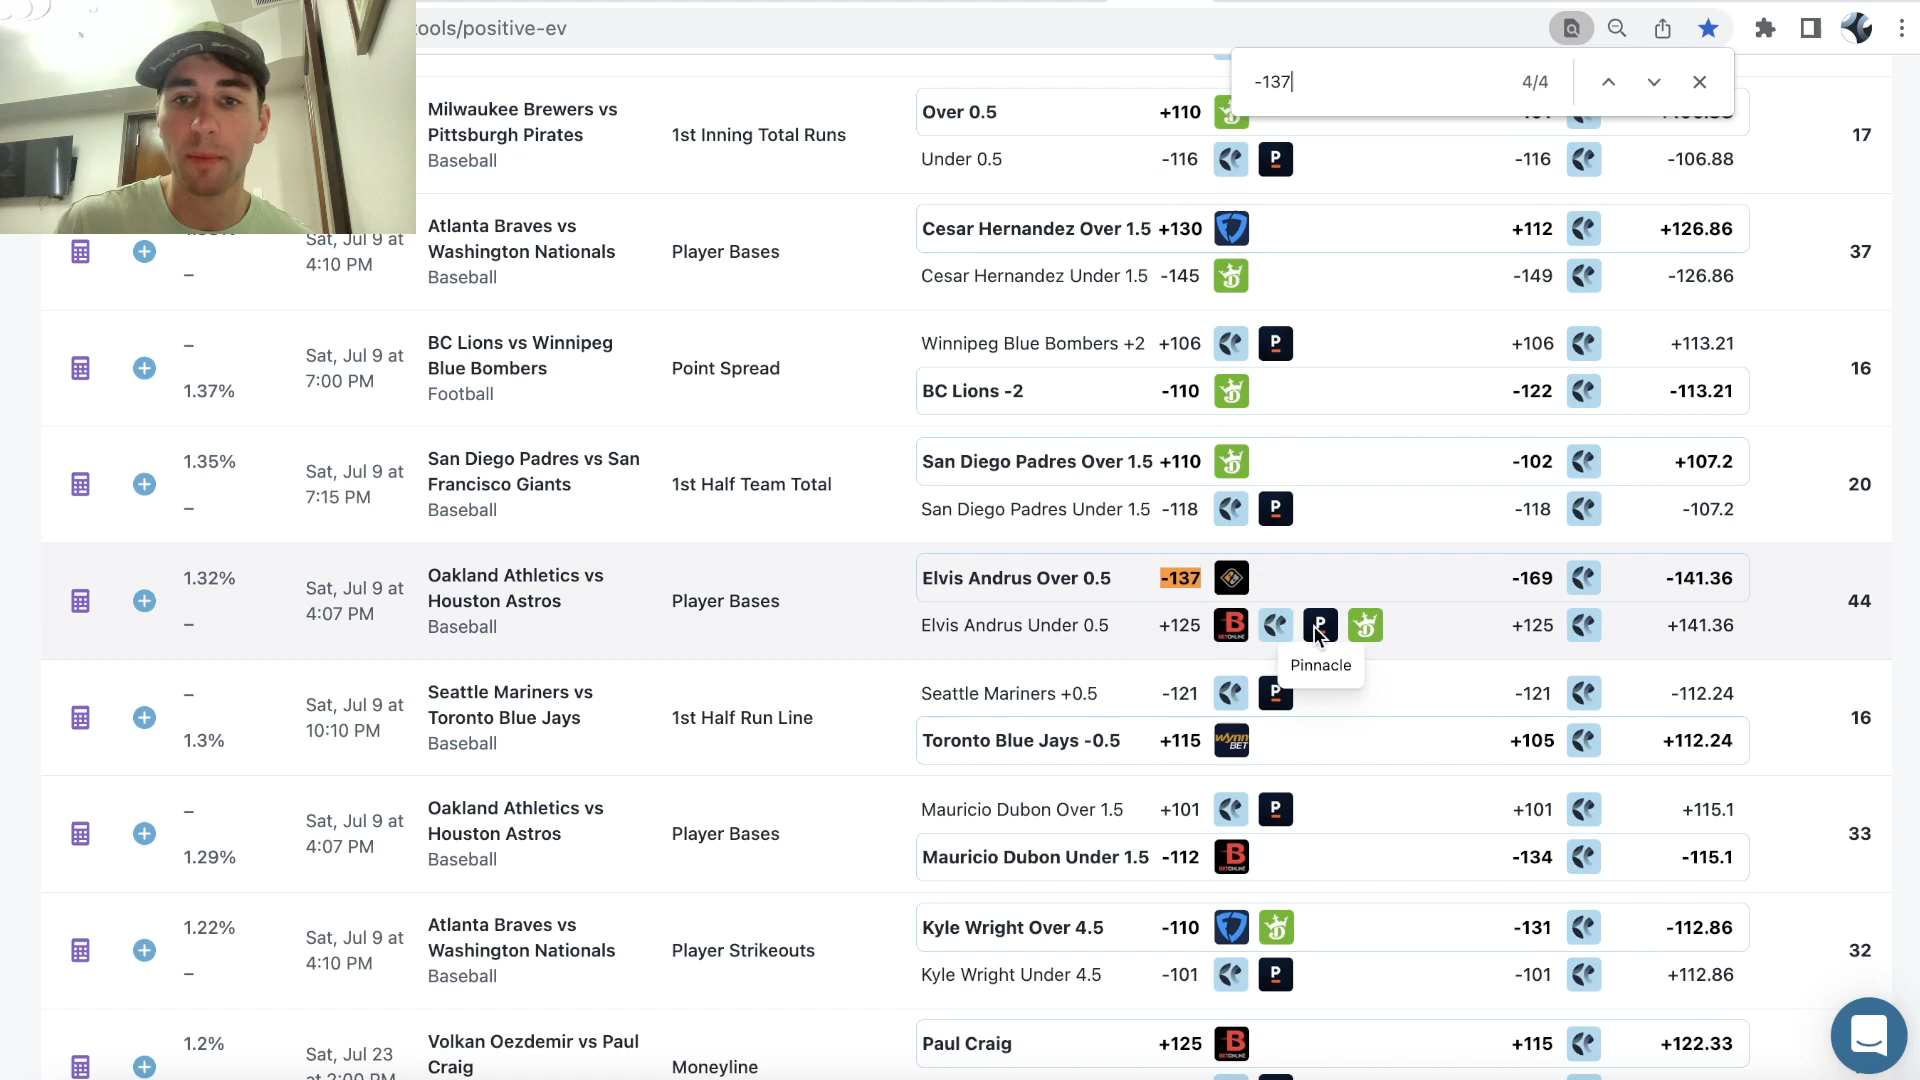 tools/positive-ev
-137
4/4
Milwaukee Brewers vs
Pittsburgh Pirates
Baseball
1st Inning Total Runs
Over 0.5 +110
17
Under 0.5 -116 P -116 -106.88
Sat, Jul 9 at
4:10 PM
–
Atlanta Braves vs
Washington Nationals
Baseball
Player Bases
Cesar Hernandez Over 1.5 +130 +112 +126.86
Cesar Hernandez Under 1.5 -145 -149 -126.86
37
–
1.37%
Sat, Jul 9 at
7:00 PM
BC Lions vs Winnipeg
Blue Bombers
Football
Point Spread
Winnipeg Blue Bombers +2 +106 P +106 +113.21
BC Lions -2 -110 -122 -113.21
16
1.35%
–
Sat, Jul 9 at
7:15 PM
San Diego Padres vs San
Francisco Giants
Baseball
1st Half Team Total
San Diego Padres Over 1.5 +110 -102 +107.2
San Diego Padres Under 1.5 -118 P -118 -107.2
20
1.32%
–
Sat, Jul 9 at
4:07 PM
Oakland Athletics vs
Houston Astros
Baseball
Player Bases
Elvis Andrus Over 0.5 -137 -169 -141.36
Elvis Andrus Under 0.5 +125 B BETONLINE P +125 +141.36
Pinnacle
44
–
1.3%
Sat, Jul 9 at
10:10 PM
Seattle Mariners vs
Toronto Blue Jays
Baseball
1st Half Run Line
Seattle Mariners +0.5 -121 P -121 -112.24
Toronto Blue Jays -0.5 +115 WYNN BET +105 +112.24
16
–
1.29%
Sat, Jul 9 at
4:07 PM
Oakland Athletics vs
Houston Astros
Baseball
Player Bases
Mauricio Dubon Over 1.5 +101 P +101 +115.1
Mauricio Dubon Under 1.5 -112 B BETONLINE -134 -115.1
33
1.22%
–
Sat, Jul 9 at
4:10 PM
Atlanta Braves vs
Washington Nationals
Baseball
Player Strikeouts
Kyle Wright Over 4.5 -110 -131 -112.86
Kyle Wright Under 4.5 -101 P -101 +112.86
32
1.2%
Sat, Jul 23
at 2:00 PM
Volkan Oezdemir vs Paul
Craig
Moneyline
Paul Craig +125 B BETONLINE +115 +122.33